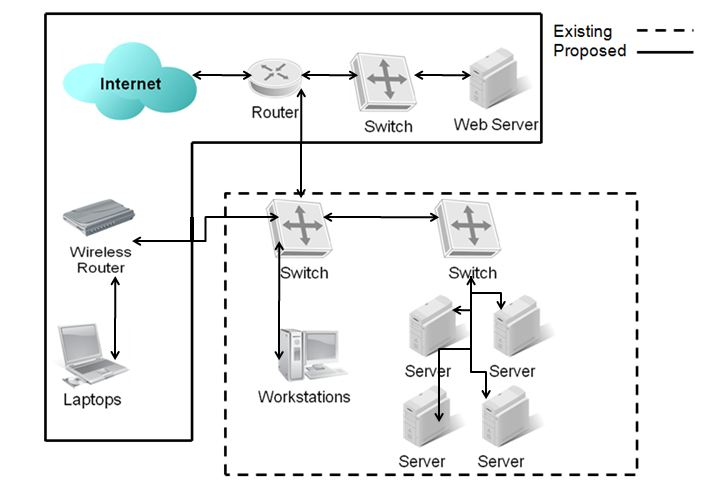 Existing
Proposed
Internet
Router
Switch
Web Server
Wireless
Router
Switch
Switch
Laptops
Workstations
Server
Server
Server
Server